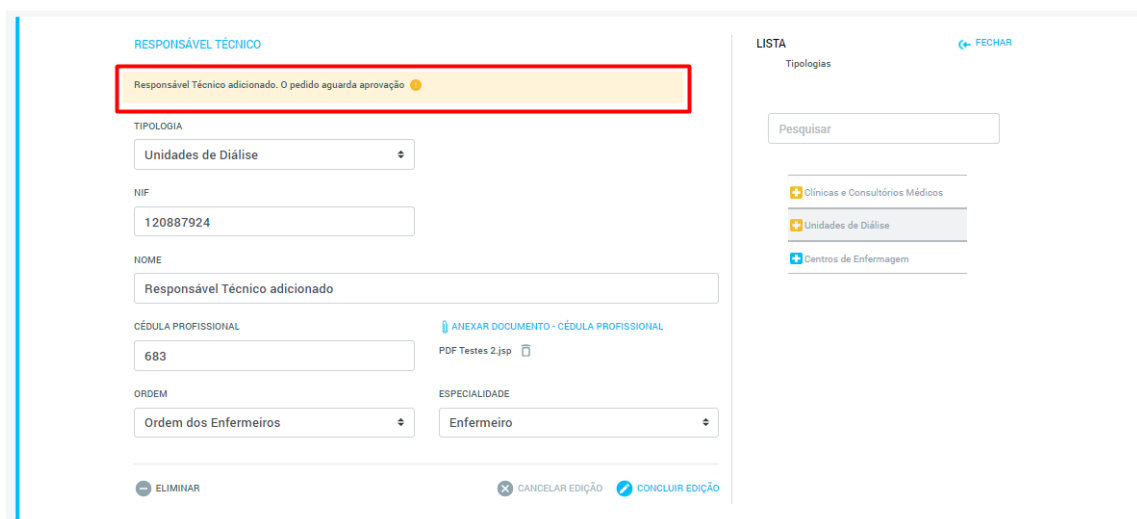 RESPONSÁVEL TÉCNICO
Responsável Técnico adicionado. O pedido aguarda aprovação
TIPOLOGIA
Unidades de Diálise
NIF
120887924
NOME
Responsável Técnico adicionado
CÉDULA PROFISSIONAL
ANEXAR DOCUMENTO - CÉDULA PROFISSIONAL
683
PDF Testes 2.jsp
ORDEM
ESPECIALIDADE
Ordem dos Enfermeiros
Enfermeiro
ELIMINAR
CANCELAR EDIÇÃO
CONCLUIR EDIÇÃO
LISTA
FECHAR
Tipologias
Pesquisar
Clínicas e Consultórios Médicos
Unidades de Diálise
Centros de Enfermagem